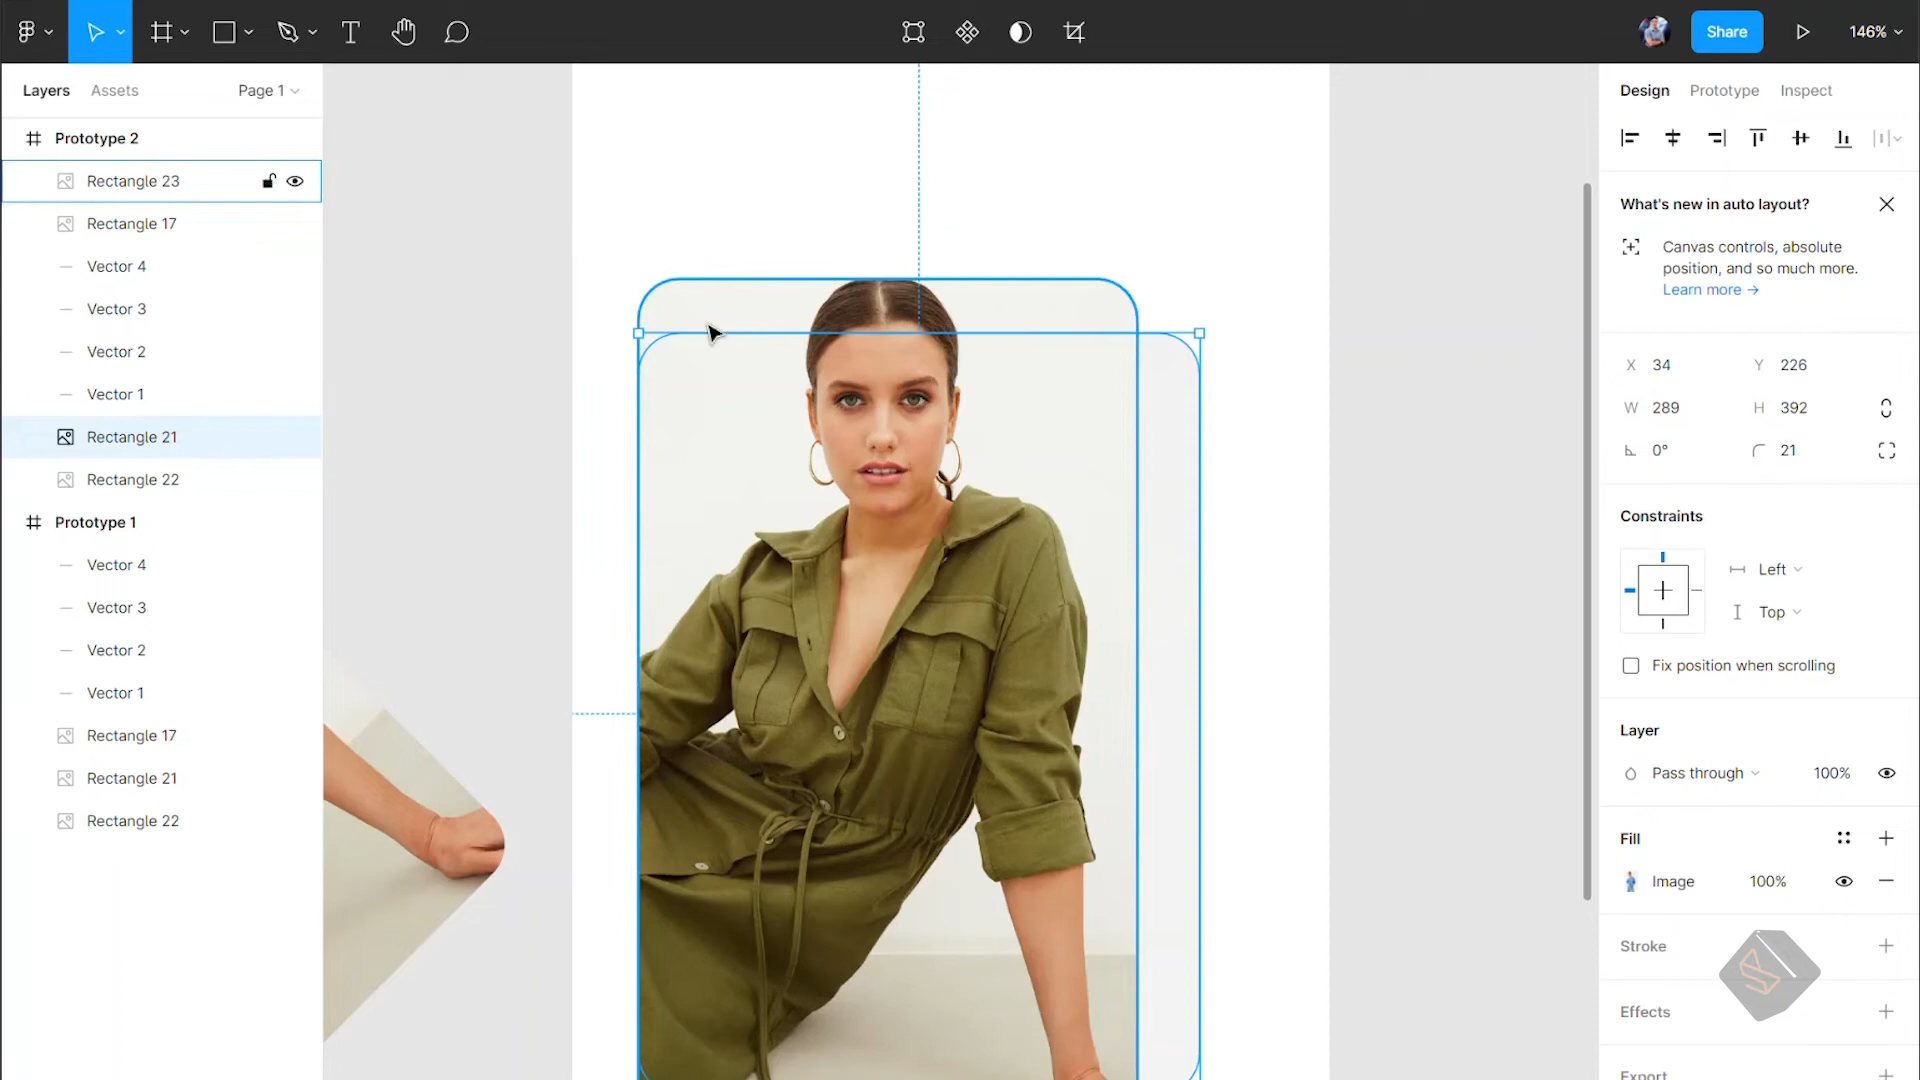 Share
146%
Layers
Assets
Page 1
Prototype 2
Rectangle 23
Rectangle 17
Vector 4
Vector 3
Vector 2
Vector 1
Rectangle 21
Rectangle 22
Prototype 1
Vector 4
Vector 3
Vector 2
Vector 1
Rectangle 17
Rectangle 21
Rectangle 22
Design
Prototype
Inspect
What's new in auto layout?
Canvas controls, absolute
position, and so much more.
Learn more →
X 34 Y 226
W 289 H 392
0° 21
Constraints
Left
Top
Fix position when scrolling
Layer
Pass through 100%
Fill
Image 100%
Stroke
Effects
Export